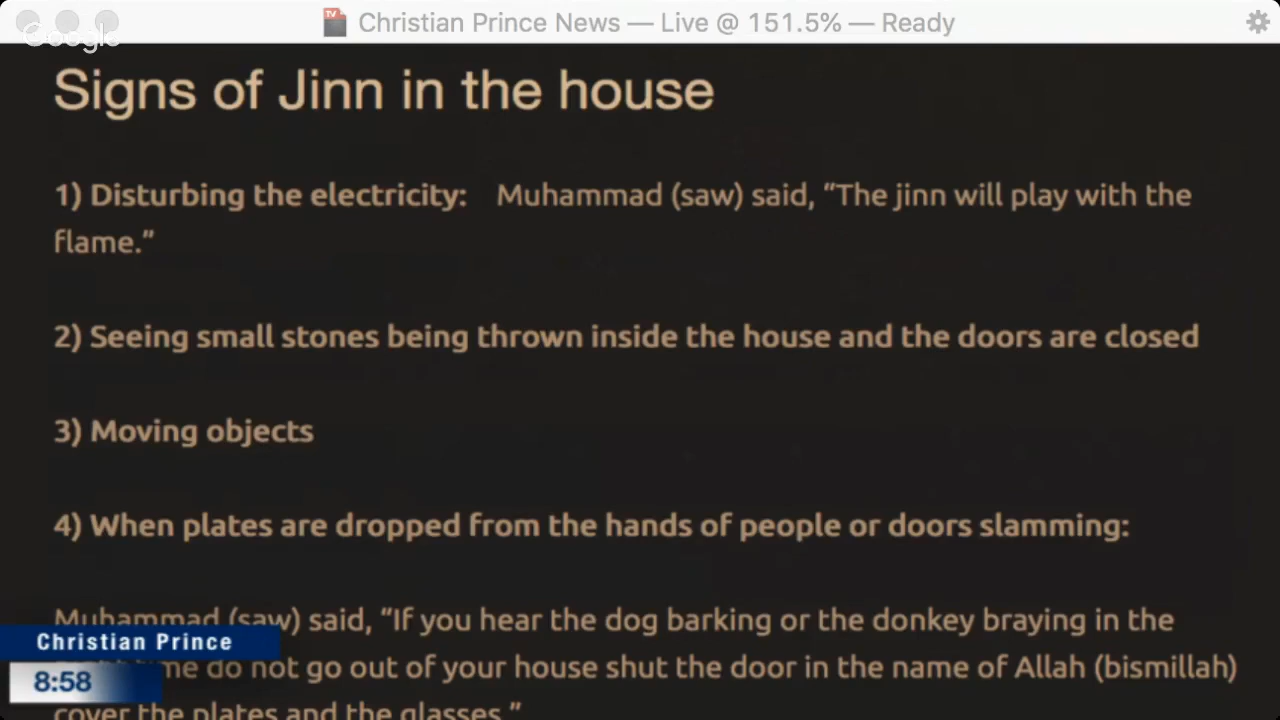 Christian Prince News — Live @ 151.5% — Ready
Google
Signs of Jinn in the house
1) Disturbing the electricity: Muhammad (saw) said, “The jinn will play with the
flame.”
2) Seeing small stones being thrown inside the house and the doors are closed
3) Moving objects
4) When plates are dropped from the hands of people or doors slamming:
Muhammad (saw) said, “If you hear the dog barking or the donkey braying in the
do not go out of your house shut the door in the name of Allah (bismillah)
cover the plates and the glasses.”
Christian Prince
8:58